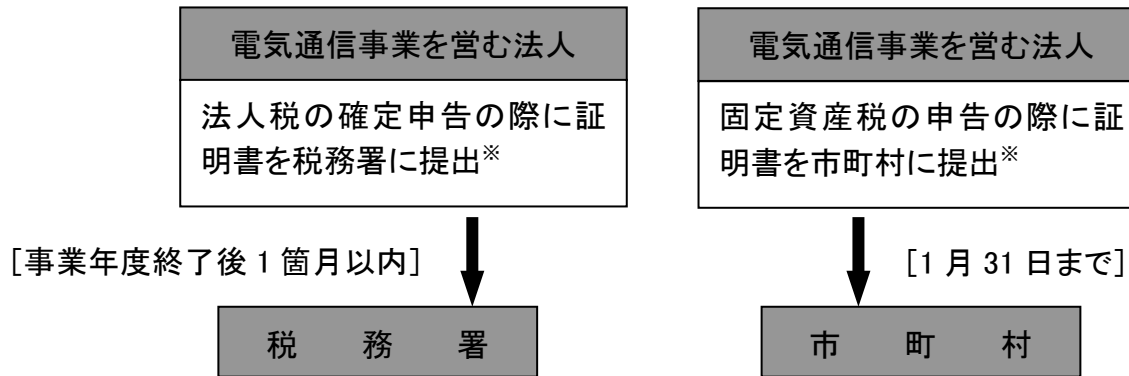 電気通信事業を営む法人
法人税の確定申告の際に証
明書を税務署に提出※
[事業年度終了後 1 箇月以内]
税 務 署
電気通信事業を営む法人
固定資産税の申告の際に証
明書を市町村に提出※
[1 月 31 日まで]
市 町 村